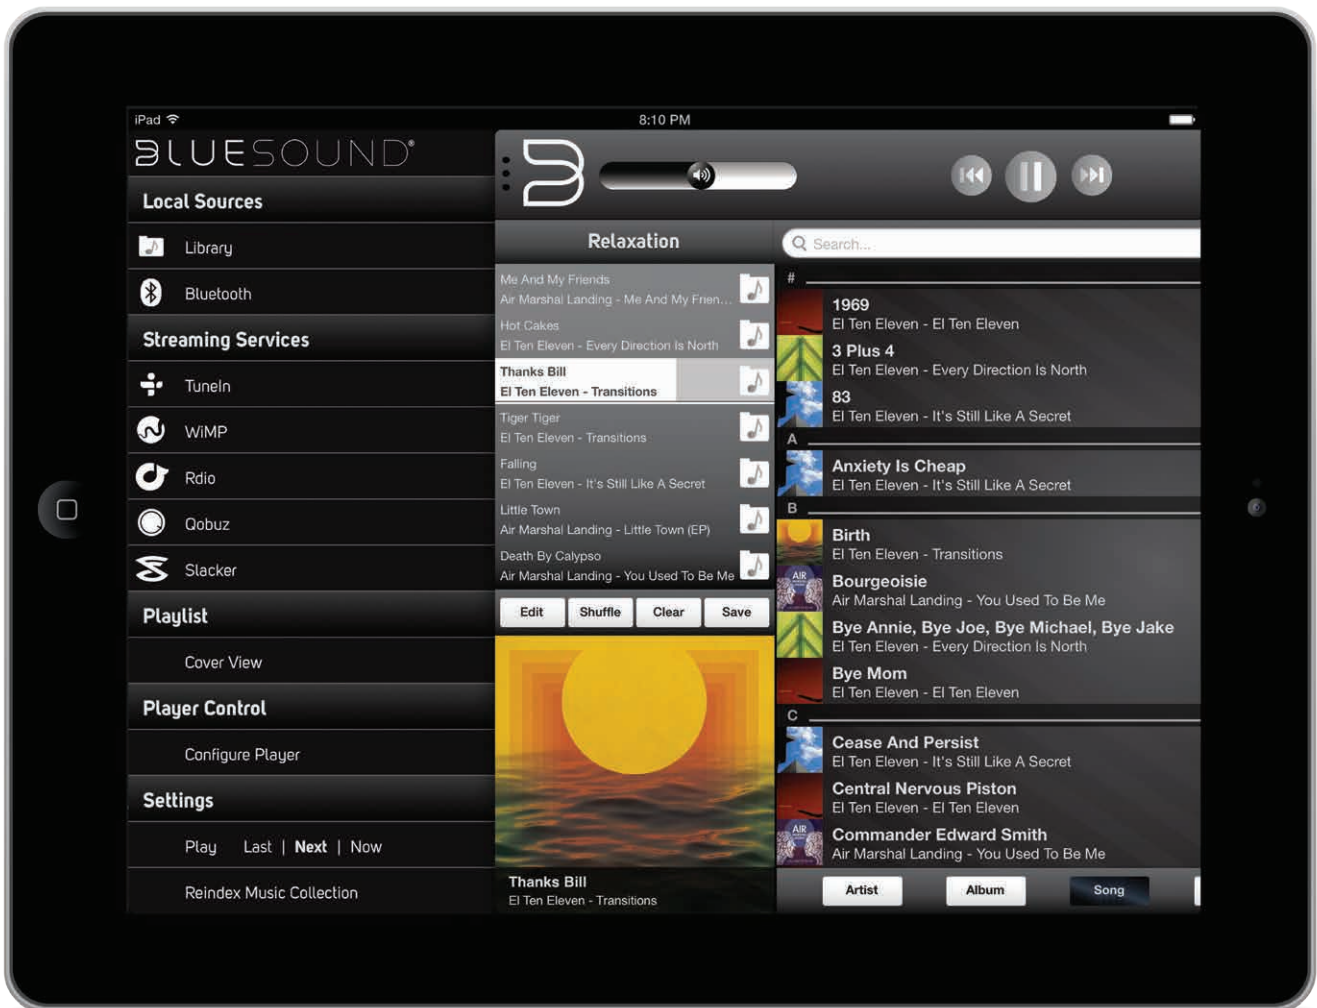 iPad
8:10 PM
BLUESOUND®
Local Sources
Library
Bluetooth
Streaming Services
TuneIn
WiMP
Rdio
Qobuz
Slacker
Playlist
Cover View
Player Control
Configure Player
Settings
Play Last | Next | Now
Reindex Music Collection
Relaxation
Me And My Friends
Air Marshal Landing - Me And My Frien...
Hot Cakes
El Ten Eleven - Every Direction Is North
Thanks Bill
El Ten Eleven - Transitions
Tiger Tiger
El Ten Eleven - Transitions
Falling
El Ten Eleven - It's Still Like A Secret
Little Town
Air Marshal Landing - Little Town (EP)
Death By Calypso
Air Marshal Landing - You Used To Be Me
Edit Shuffle Clear Save
Thanks Bill
El Ten Eleven - Transitions
Search...
#
1969
El Ten Eleven - El Ten Eleven
3 Plus 4
El Ten Eleven - Every Direction Is North
83
El Ten Eleven - It's Still Like A Secret
A
Anxiety Is Cheap
El Ten Eleven - It's Still Like A Secret
B
Birth
El Ten Eleven - Transitions
AIR
Bourgeoisie
Air Marshal Landing - You Used To Be Me
Bye Annie, Bye Joe, Bye Michael, Bye Jake
El Ten Eleven - Every Direction Is North
Bye Mom
El Ten Eleven - El Ten Eleven
C
Cease And Persist
El Ten Eleven - It's Still Like A Secret
Central Nervous Piston
El Ten Eleven - El Ten Eleven
AIR
Commander Edward Smith
Air Marshal Landing - You Used To Be Me
Artist Album Song